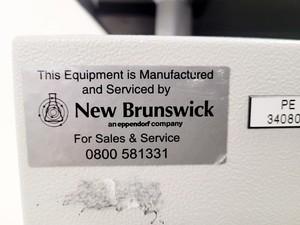 This Equipment is Manufactured
and Serviced by
New Brunswick
an eppendorf company
For Sales & Service
0800 581331
PE
34080